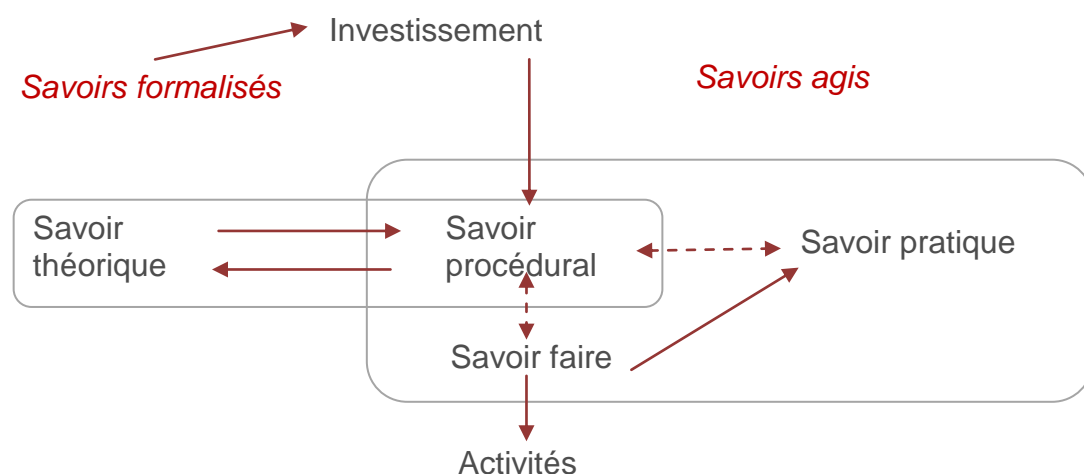 Investissement
Savoirs formalisés
Savoirs agis
Savoir
théorique
Savoir
procédural
Savoir pratique
Savoir faire
Activités